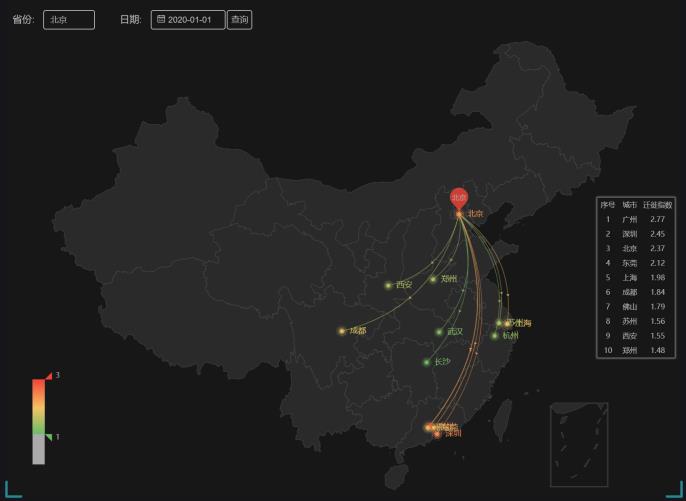 省份: 北京 日期: 2020-01-01 查询
北京
北京
序号 城市 迁徙指数
1 广州 2.77
2 深圳 2.45
3 北京 2.37
4 东莞 2.12
5 上海 1.98
6 成都 1.84
7 佛山 1.79
8 苏州 1.56
9 西安 1.55
10 郑州 1.48
西安
郑州
成都
武汉
苏州
上海
杭州
长沙
深圳
3
1